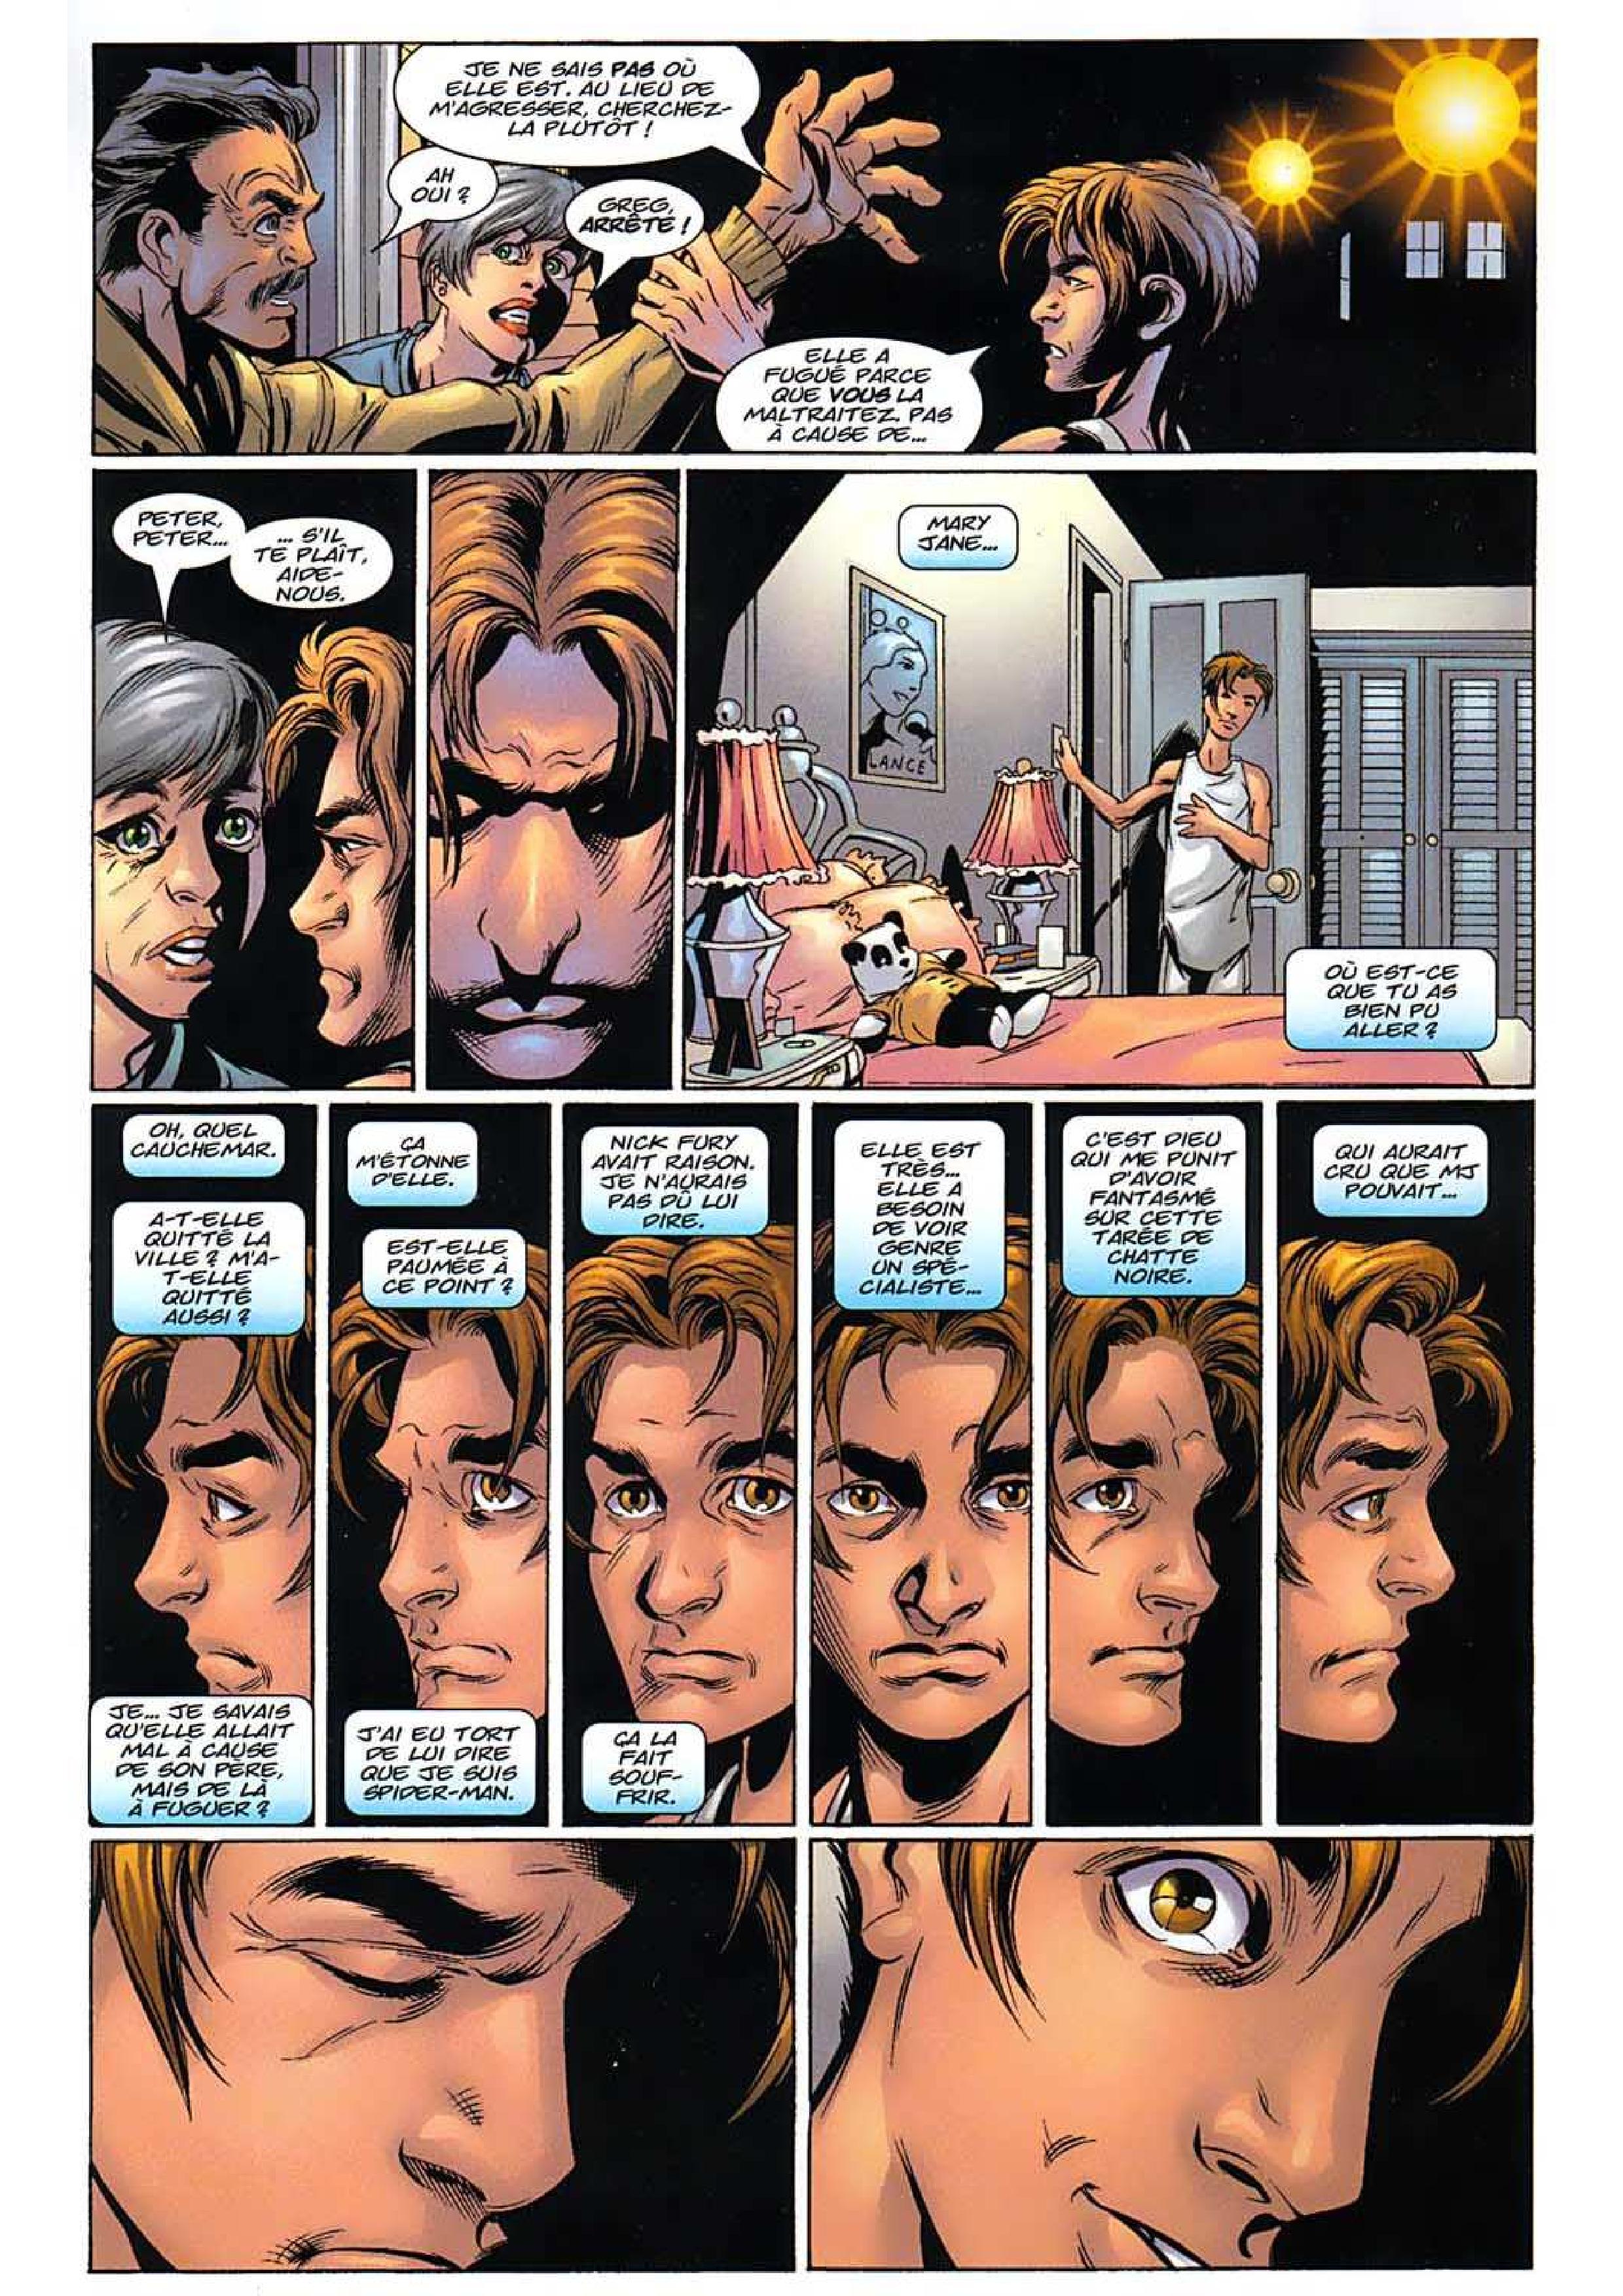 JE NE SAIS PAS OÙ
ELLE EST. AU LIEU DE
M'AGRESSER, CHERCHEZ-
LA PLUTÔT !
AH
OUI ?
GREG,
ARRÊTÉ !
ELLE A
FUGUÉ PARCE
QUE VOUS LA
MALTRAITEZ. PAS
À CAUSE DE...
PETER,
PETER...
... S'IL
TE PLAÎT,
AIDE-
NOUS.
MARY
JANE...
LANCE
OÙ EST-CE
QUE TU AS
BIEN PU
ALLER ?
OH, QUEL
CAUCHEMAR.
A-T-ELLE
QUITTÉ LA
VILLE ? M'A-
T-ELLE
QUITTÉ
AUSSI ?
JE... JE SAVAIS
QU'ELLE ALLAIT
MAL À CAUSE
DE SON PÈRE,
MAIS DE LÀ
À FUGUER ?
ÇA
M'ÉTONNE
D'ELLE.
EST-ELLE
PAUMÉE À
CE POINT ?
J'AI EU TORT
DE LUI DIRE
QUE JE SUIS
SPIDER-MAN.
NICK FURY
AVAIT RAISON.
JE N'AURAIS
PAS DÛ LUI
DIRE.
ÇA LA
FAIT
SOUF-
FRIR.
ELLE EST
TRÈS...
ELLE A
BESOIN
DE VOIR
GENRE
UN SPÉ-
CIALISTE...
C'EST DIEU
QUI ME PUNIT
D'AVOIR
FANTASMÉ
SUR CETTE
TARÉE DE
CHATTE
NOIRE.
QUI AURAIT
CRU QUE MJ
POUVAIT...